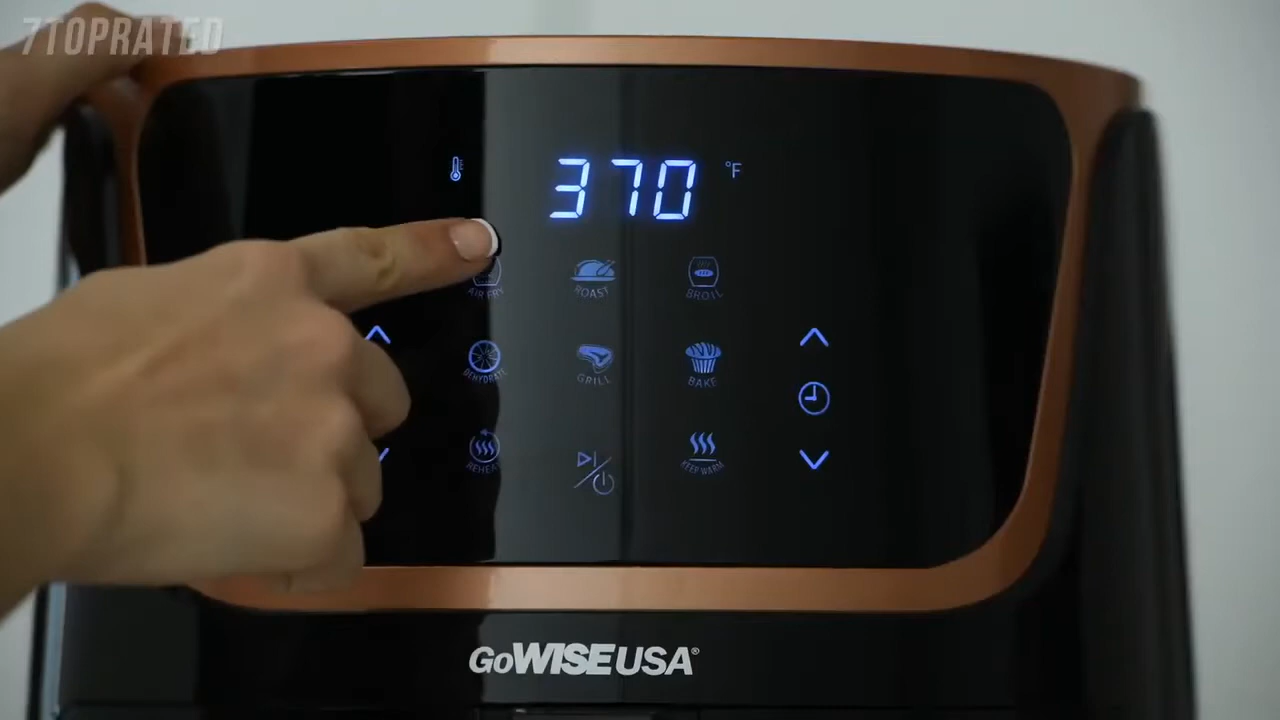 7TOPRATED
370 °F
AIR FRY
ROAST
BROIL
DEHYDRATE
GRILL
BAKE
REHEAT
KEEP WARM
GoWISEUSA®